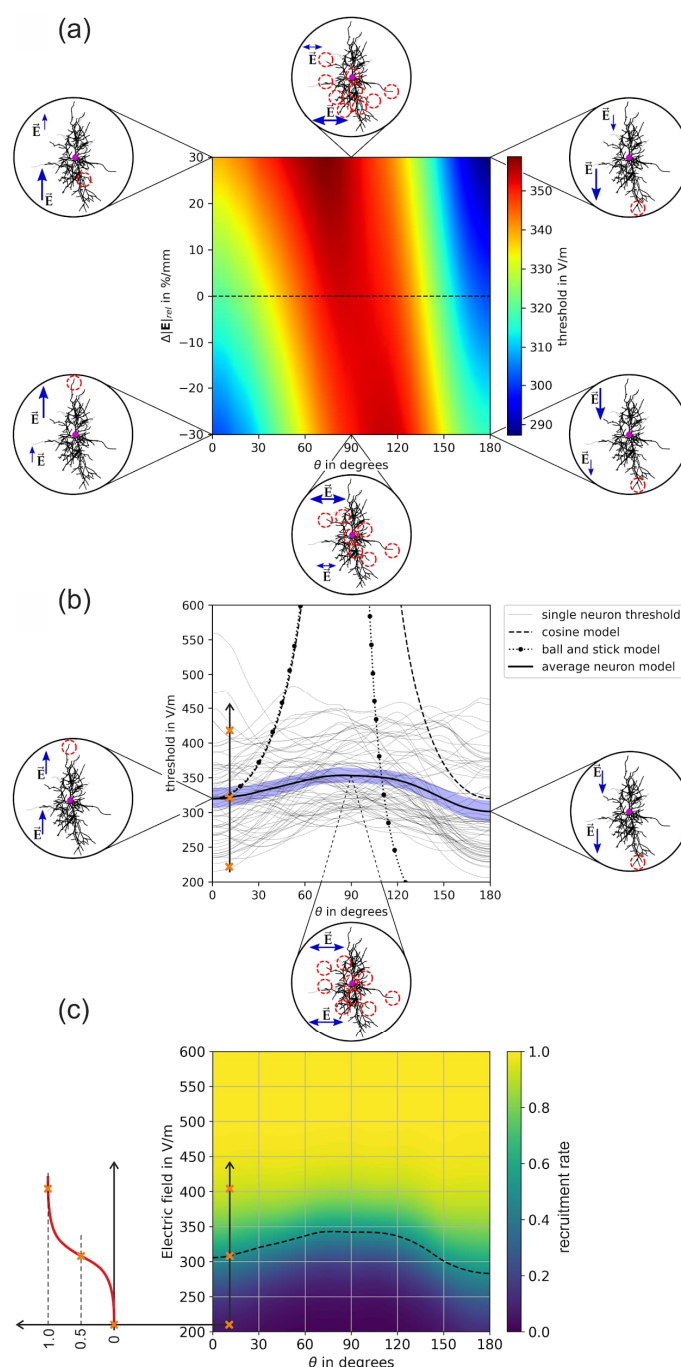 (a)
E⃗
E⃗
E⃗
E⃗
E⃗
E⃗
30
20
10
0
−10
−20
−30
Δ|E|rel in %/mm
0 30 60 90 120 150 180
θ in degrees
350
340
330
320
310
300
290
threshold in V/m
E⃗
E⃗
E⃗
E⃗
E⃗
E⃗
(b)
600
550
500
450
400
350
300
250
200
threshold in V/m
0 30 60 90 120 150 180
θ in degrees
single neuron threshold
cosine model
ball and stick model
average neuron model
E⃗
E⃗
E⃗
E⃗
E⃗
E⃗
(c)
600
550
500
450
400
350
300
250
200
Electric field in V/m
0 30 60 90 120 150 180
θ in degrees
1.0
0.8
0.6
0.4
0.2
0.0
recruitment rate
1.0
0.5
0